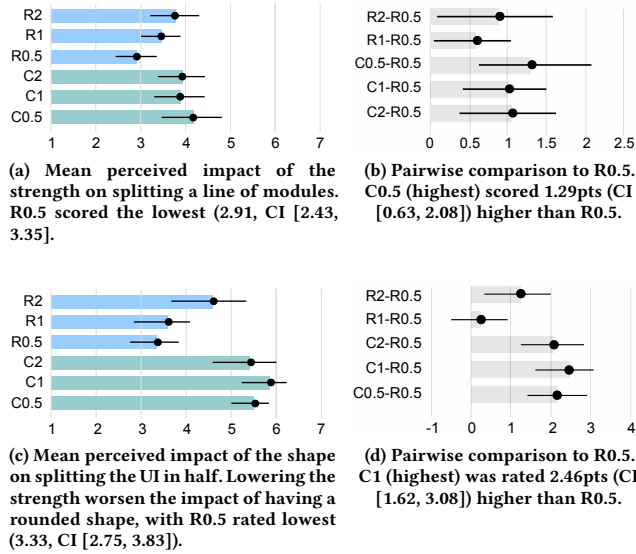 R2
R1
R0.5
C2
C1
C0.5
1 2 3 4 5 6 7
(a) Mean perceived impact of the
strength on splitting a line of modules.
R0.5 scored the lowest (2.91, CI [2.43,
3.35].
R2-R0.5
R1-R0.5
C0.5-R0.5
C1-R0.5
C2-R0.5
0 0.5 1 1.5 2 2.5
(b) Pairwise comparison to R0.5.
C0.5 (highest) scored 1.29pts (CI
[0.63, 2.08]) higher than R0.5.
R2
R1
R0.5
C2
C1
C0.5
1 2 3 4 5 6 7
(c) Mean perceived impact of the shape
on splitting the UI in half. Lowering the
strength worsen the impact of having a
rounded shape, with R0.5 rated lowest
(3.33, CI [2.75, 3.83]).
R2-R0.5
R1-R0.5
C2-R0.5
C1-R0.5
C0.5-R0.5
-1 0 1 2 3 4
(d) Pairwise comparison to R0.5.
C1 (highest) was rated 2.46pts (CI
[1.62, 3.08]) higher than R0.5.